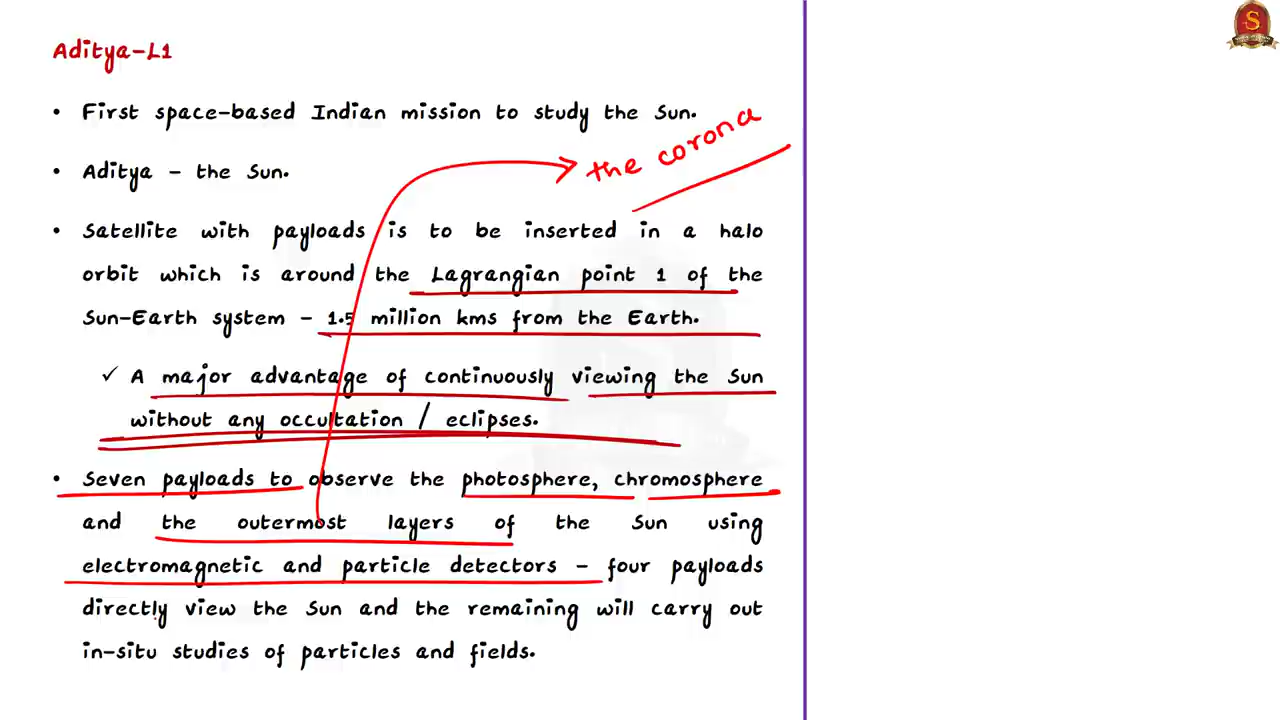 Aditya-L1
• First space-based Indian mission to study the Sun.
the corona
• Aditya - the Sun.
• Satellite with payloads is to be inserted in a halo
orbit which is around the Lagrangian point 1 of the
Sun-Earth system - 1.5 million kms from the Earth.
✓ A major advantage of continuously viewing the Sun
without any occultation / eclipses.
• Seven payloads to observe the photosphere, chromosphere
and the outermost layers of the Sun using
electromagnetic and particle detectors - four payloads
directly view the Sun and the remaining will carry out
in-situ studies of particles and fields.
S